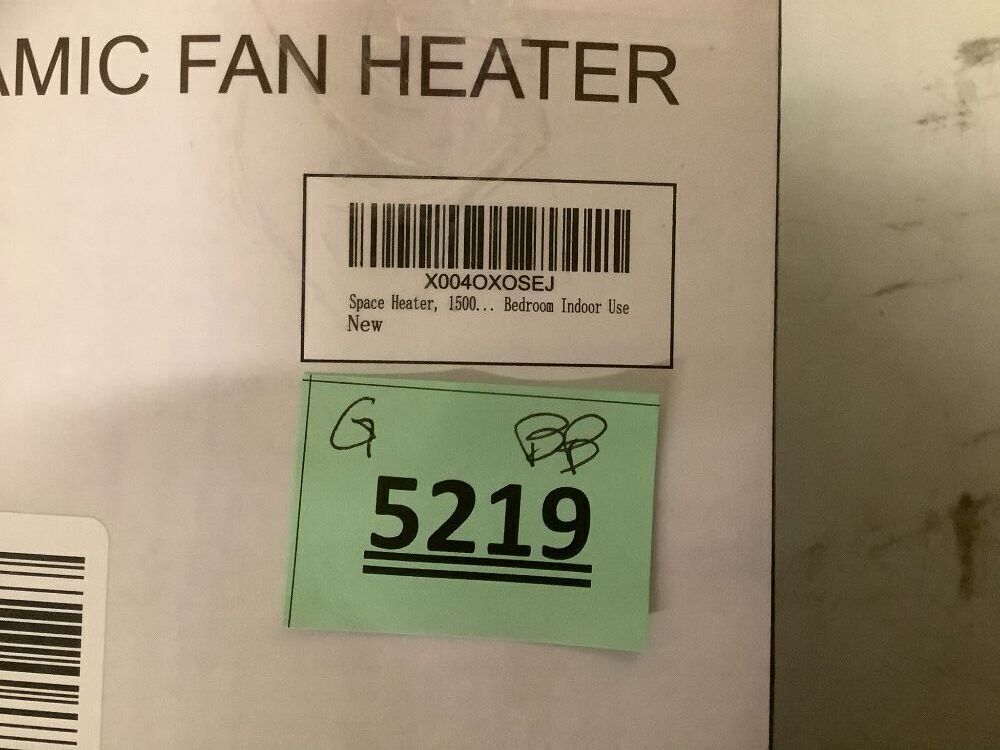 AMIC FAN HEATER
X004OXOSEJ
Space Heater, 1500... Bedroom Indoor Use
New
G BB
5219